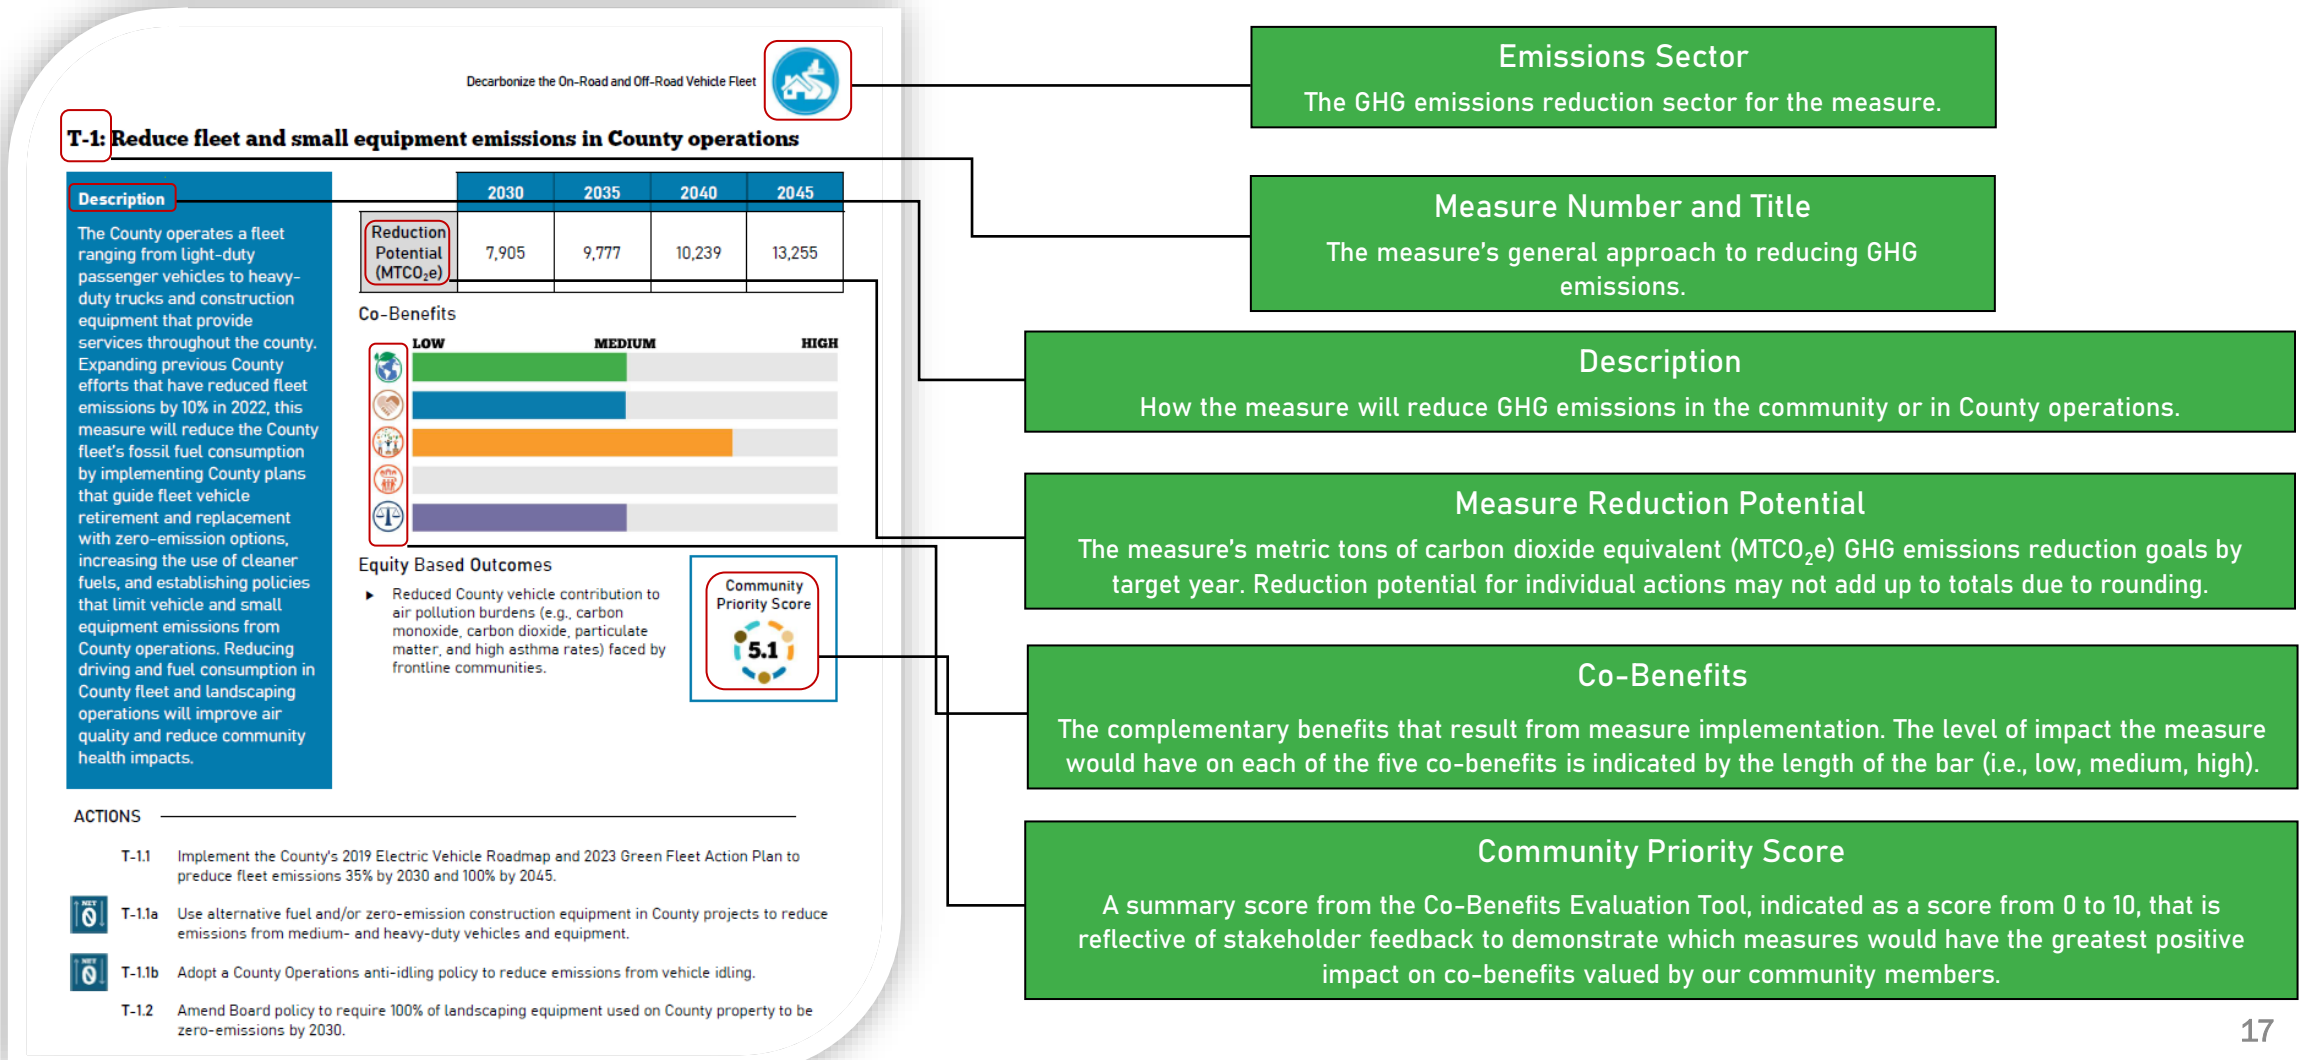 Decarbonize the On-Road and Off-Road Vehicle Fleet
T-1: Reduce fleet and small equipment emissions in County operations
Description
The County operates a fleet
ranging from light-duty
passenger vehicles to heavy-
duty trucks and construction
equipment that provide
services throughout the county.
Expanding previous County
efforts that have reduced fleet
emissions by 10% in 2022, this
measure will reduce the County
fleet's fossil fuel consumption
by implementing County plans
that guide fleet vehicle
retirement and replacement
with zero-emission options,
increasing the use of cleaner
fuels, and establishing policies
that limit vehicle and small
equipment emissions from
County operations. Reducing
driving and fuel consumption in
County fleet and landscaping
operations will improve air
quality and reduce community
health impacts.
2030 2035 2040 2045
Reduction
Potential
(MTCO₂e)
7,905 9,777 10,239 13,255
Co-Benefits
LOW MEDIUM HIGH
Equity Based Outcomes
▶ Reduced County vehicle contribution to
air pollution burdens (e.g., carbon
monoxide, carbon dioxide, particulate
matter, and high asthma rates) faced by
frontline communities.
Community
Priority Score
5.1
ACTIONS
T-1.1 Implement the County's 2019 Electric Vehicle Roadmap and 2023 Green Fleet Action Plan to
preduce fleet emissions 35% by 2030 and 100% by 2045.
NET
0
T-1.1a Use alternative fuel and/or zero-emission construction equipment in County projects to reduce
emissions from medium- and heavy-duty vehicles and equipment.
NET
0
T-1.1b Adopt a County Operations anti-idling policy to reduce emissions from vehicle idling.
T-1.2 Amend Board policy to require 100% of landscaping equipment used on County property to be
zero-emissions by 2030.
Emissions Sector
The GHG emissions reduction sector for the measure.
Measure Number and Title
The measure's general approach to reducing GHG
emissions.
Description
How the measure will reduce GHG emissions in the community or in County operations.
Measure Reduction Potential
The measure's metric tons of carbon dioxide equivalent (MTCO₂e) GHG emissions reduction goals by
target year. Reduction potential for individual actions may not add up to totals due to rounding.
Co-Benefits
The complementary benefits that result from measure implementation. The level of impact the measure
would have on each of the five co-benefits is indicated by the length of the bar (i.e., low, medium, high).
Community Priority Score
A summary score from the Co-Benefits Evaluation Tool, indicated as a score from 0 to 10, that is
reflective of stakeholder feedback to demonstrate which measures would have the greatest positive
impact on co-benefits valued by our community members.
17